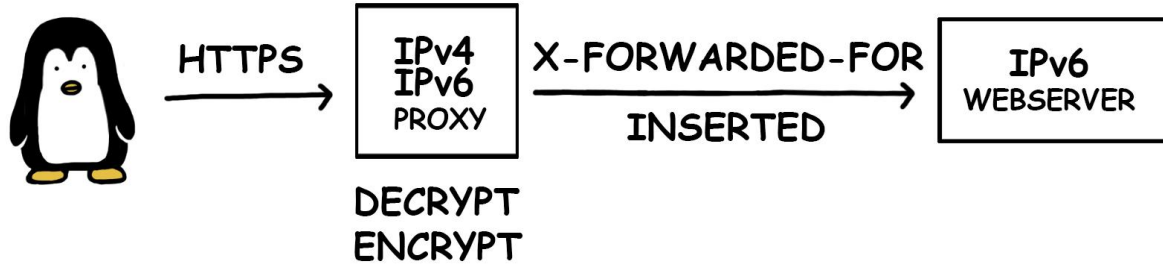 HTTPS
IPv4
IPv6
PROXY
DECRYPT
ENCRYPT
X-FORWARDED-FOR
INSERTED
IPv6
WEBSERVER